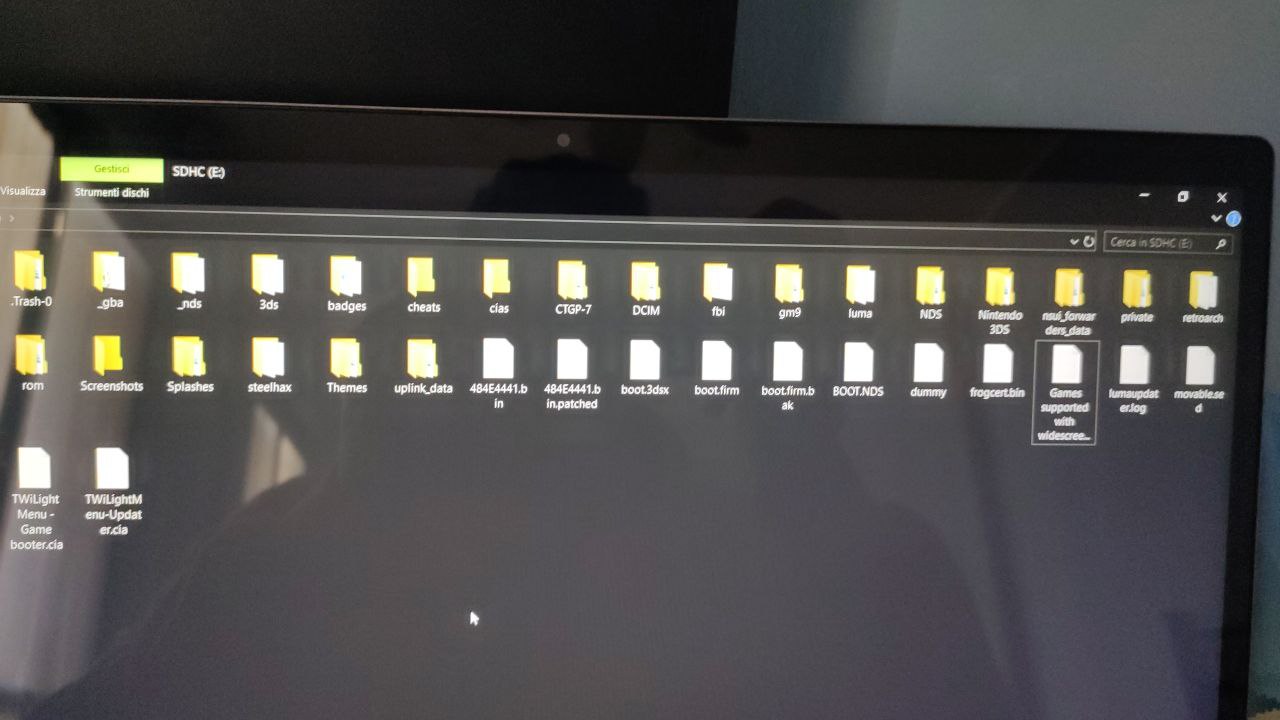 Gestisci
SDHC (E:)
Visualizza
Strumenti dischi
Cerca in SDHC (E:)
.Trash-0
_gba
_nds
3ds
badges
cheats
cias
CTGP-7
DCIM
fbi
gm9
luma
NDS
Nintendo
3DS
nsui_forwar
ders_data
private
retroarch
rom
Screenshots
Splashes
steelhax
Themes
uplink_data
484E4441.b
in
484E4441.b
in.patched
boot.3dsx
boot.firm
boot.firm.b
ak
BOOT.NDS
dummy
frogcert.bin
Games
supported
with
widescree...
lumaupdat
er.log
movable.se
d
TWiLight
Menu -
Game
booter.cia
TWiLightM
enu-Updat
er.cia